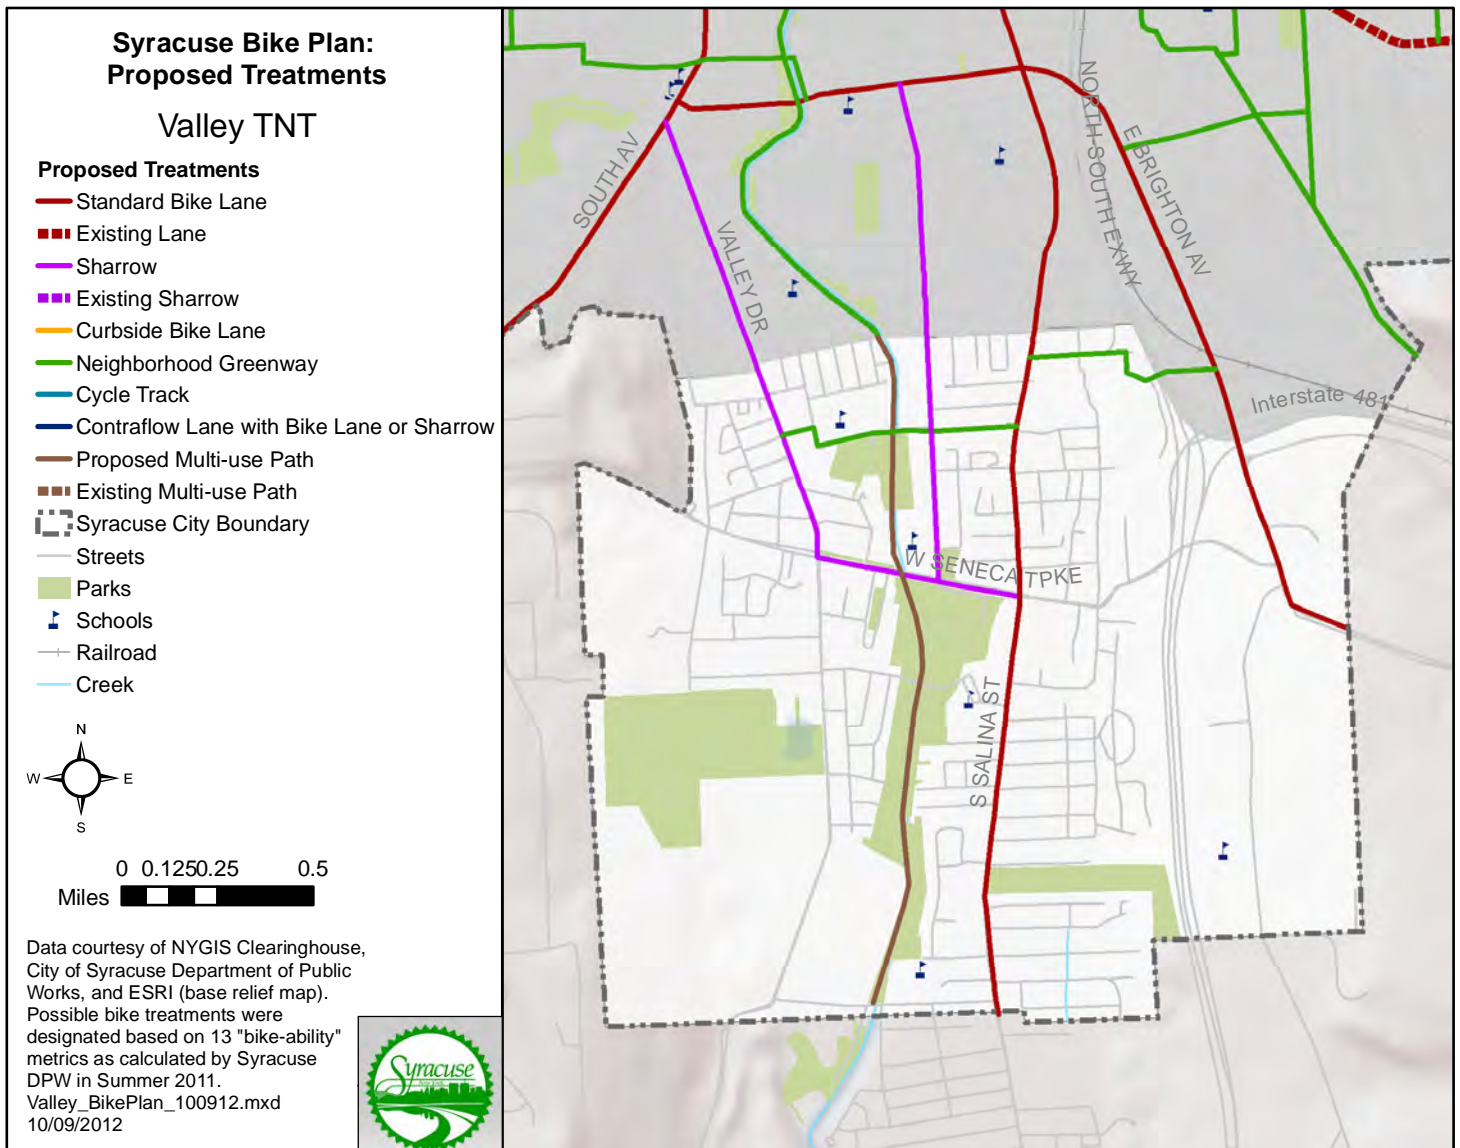 Syracuse Bike Plan:
Proposed Treatments
Valley TNT
Proposed Treatments
Standard Bike Lane
Existing Lane
Sharrow
Existing Sharrow
Curbside Bike Lane
Neighborhood Greenway
Cycle Track
Contraflow Lane with Bike Lane or Sharrow
Proposed Multi-use Path
Existing Multi-use Path
Syracuse City Boundary
Streets
Parks
Schools
Railroad
Creek
N
W
E
S
0 0.125 0.25 0.5
Miles
Data courtesy of NYGIS Clearinghouse,
City of Syracuse Department of Public
Works, and ESRI (base relief map).
Possible bike treatments were
designated based on 13 "bike-ability"
metrics as calculated by Syracuse
DPW in Summer 2011.
Valley_BikePlan_100912.mxd
10/09/2012
Syracuse
SOUTH AV
VALLEY DR
NORTH-SOUTH EXWY
E BRIGHTON AV
Interstate 481
W SENECA TPKE
S SALINA ST